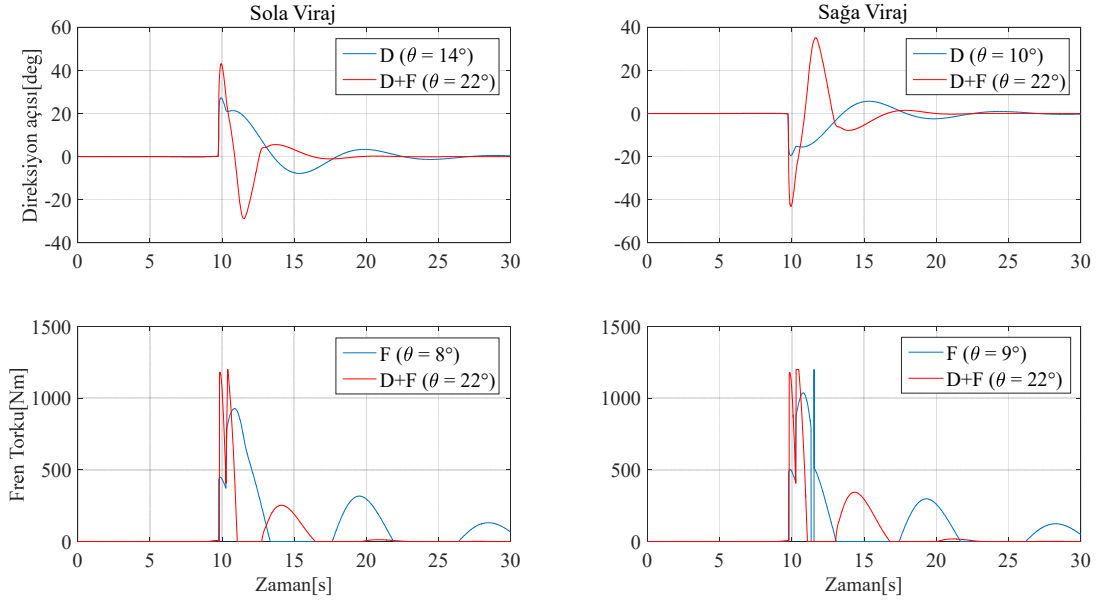 Sola Viraj
60
40
20
0
-20
-40
Direksiyon açısı[deg]
D (θ = 14°)
D+F (θ = 22°)
0 5 10 15 20 25 30
Sağa Viraj
40
20
0
-20
-40
-60
D (θ = 10°)
D+F (θ = 22°)
0 5 10 15 20 25 30
1500
1000
500
0
Fren Torku[Nm]
F (θ = 8°)
D+F (θ = 22°)
0 5 10 15 20 25 30
Zaman[s]
1500
1000
500
0
F (θ = 9°)
D+F (θ = 22°)
0 5 10 15 20 25 30
Zaman[s]